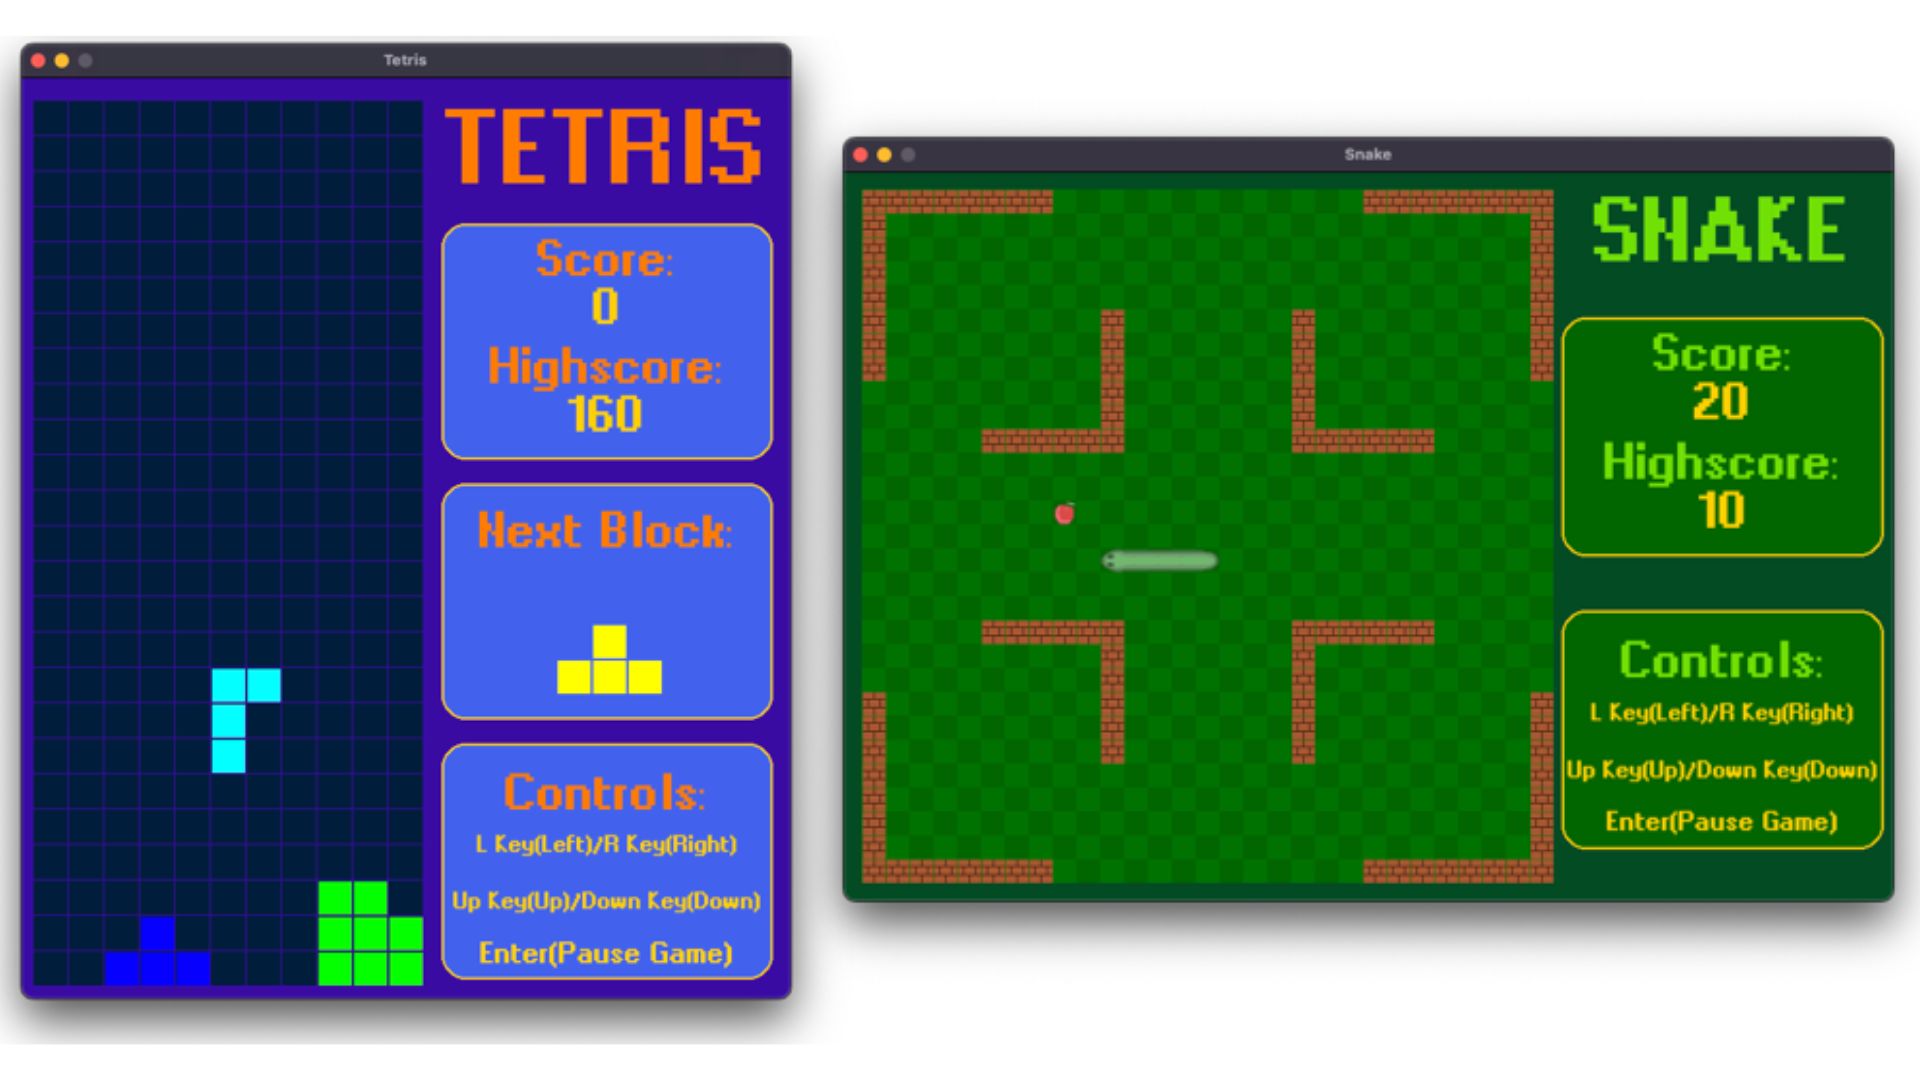 Tetris
TETRIS
Score:
0
Highscore:
160
Next Block:
Controls:
L Key(Left)/R Key(Right)
Up Key(Up)/Down Key(Down)
Enter(Pause Game)
Snake
SNAKE
Score:
20
Highscore:
10
Controls:
L Key(Left)/R Key(Right)
Up Key(Up)/Down Key(Down)
Enter(Pause Game)